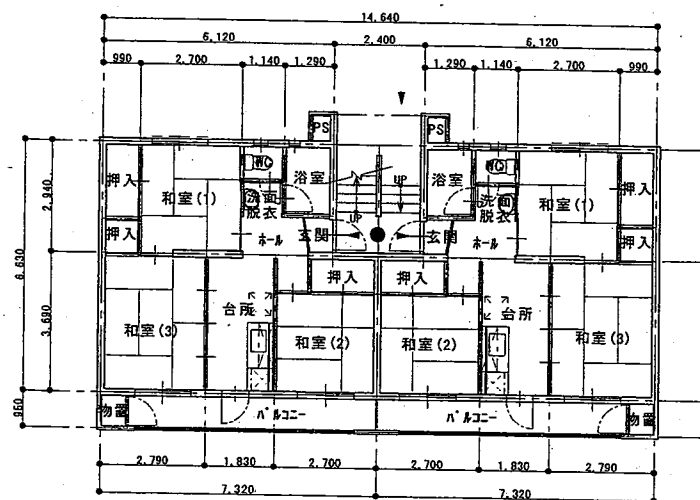 14.640
6.120 2.400 6.120
990 2.700 1.140 1.290 1.290 1.140 2.700 990
PS PS
押入 和室(1) WC 浴室 UP UP 浴室 WC 和室(1) 押入
洗面 脱衣 洗面 脱衣
押入 ホール 玄関 玄関 ホール 押入
2.940
6.630
3.690
押入 押入
和室(3) 台所 和室(2) 和室(2) 台所 和室(3)
物置 バルコニー バルコニー 物置
2.790 1.830 2.700 2.700 1.830 2.790
7.320 7.320